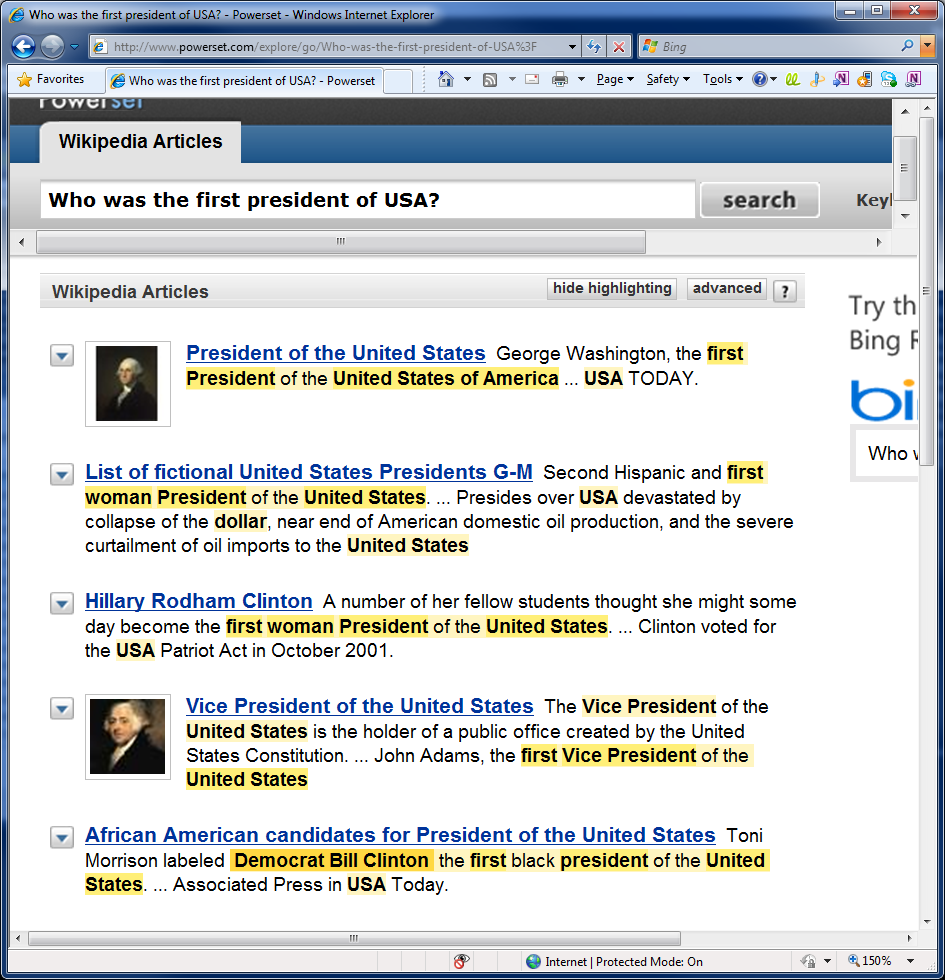 Who was the first president of USA? - Powerset - Windows Internet Explorer
http://www.powerset.com/explore/go/Who-was-the-first-president-of-USA%3F
Bing
Favorites
Who was the first president of USA? - Powerset
Page
Safety
Tools
Powerset
Wikipedia Articles
Who was the first president of USA?
search
Keyl
Wikipedia Articles
hide highlighting
advanced
?
Try th
Bing R
bi
Who w
President of the United States George Washington, the first
President of the United States of America ... USA TODAY.
List of fictional United States Presidents G-M Second Hispanic and first
woman President of the United States. ... Presides over USA devastated by
collapse of the dollar, near end of American domestic oil production, and the severe
curtailment of oil imports to the United States
Hillary Rodham Clinton A number of her fellow students thought she might some
day become the first woman President of the United States. ... Clinton voted for
the USA Patriot Act in October 2001.
Vice President of the United States The Vice President of the
United States is the holder of a public office created by the United
States Constitution. ... John Adams, the first Vice President of the
United States
African American candidates for President of the United States Toni
Morrison labeled Democrat Bill Clinton the first black president of the United
States. ... Associated Press in USA Today.
Internet | Protected Mode: On
150%